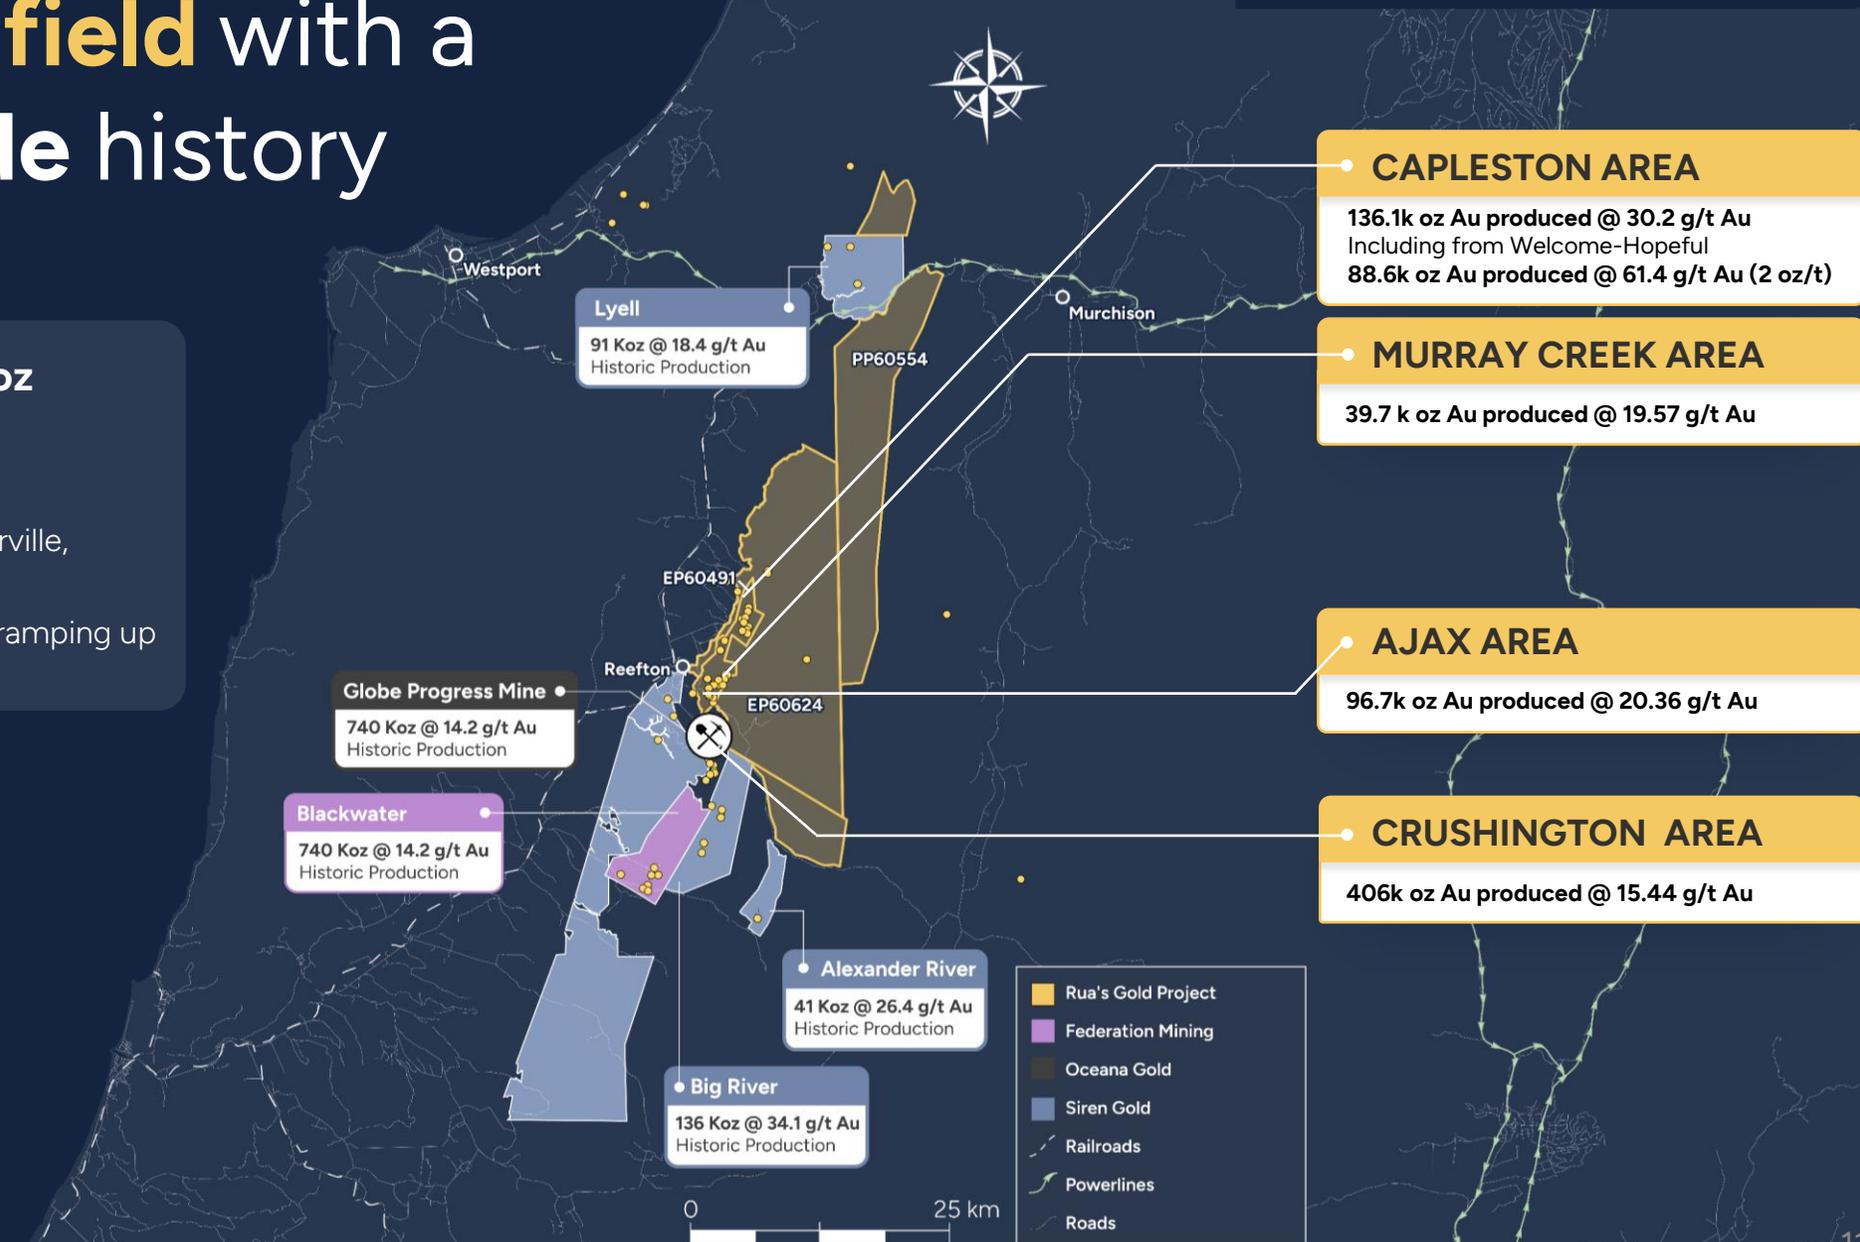 field with a
history
oz
rville,
ramping up
Westport
Lyell
91 Koz @ 18.4 g/t Au
Historic Production
Murchison
PP60554
EP60491
Reefton
EP60624
Globe Progress Mine
740 Koz @ 14.2 g/t Au
Historic Production
Blackwater
740 Koz @ 14.2 g/t Au
Historic Production
Alexander River
41 Koz @ 26.4 g/t Au
Historic Production
Big River
136 Koz @ 34.1 g/t Au
Historic Production
CAPLESTON AREA
136.1k oz Au produced @ 30.2 g/t Au
Including from Welcome-Hopeful
88.6k oz Au produced @ 61.4 g/t Au (2 oz/t)
MURRAY CREEK AREA
39.7 k oz Au produced @ 19.57 g/t Au
AJAX AREA
96.7k oz Au produced @ 20.36 g/t Au
CRUSHINGTON AREA
406k oz Au produced @ 15.44 g/t Au
Rua's Gold Project
Federation Mining
Oceana Gold
Siren Gold
Railroads
Powerlines
Roads
0 25 km